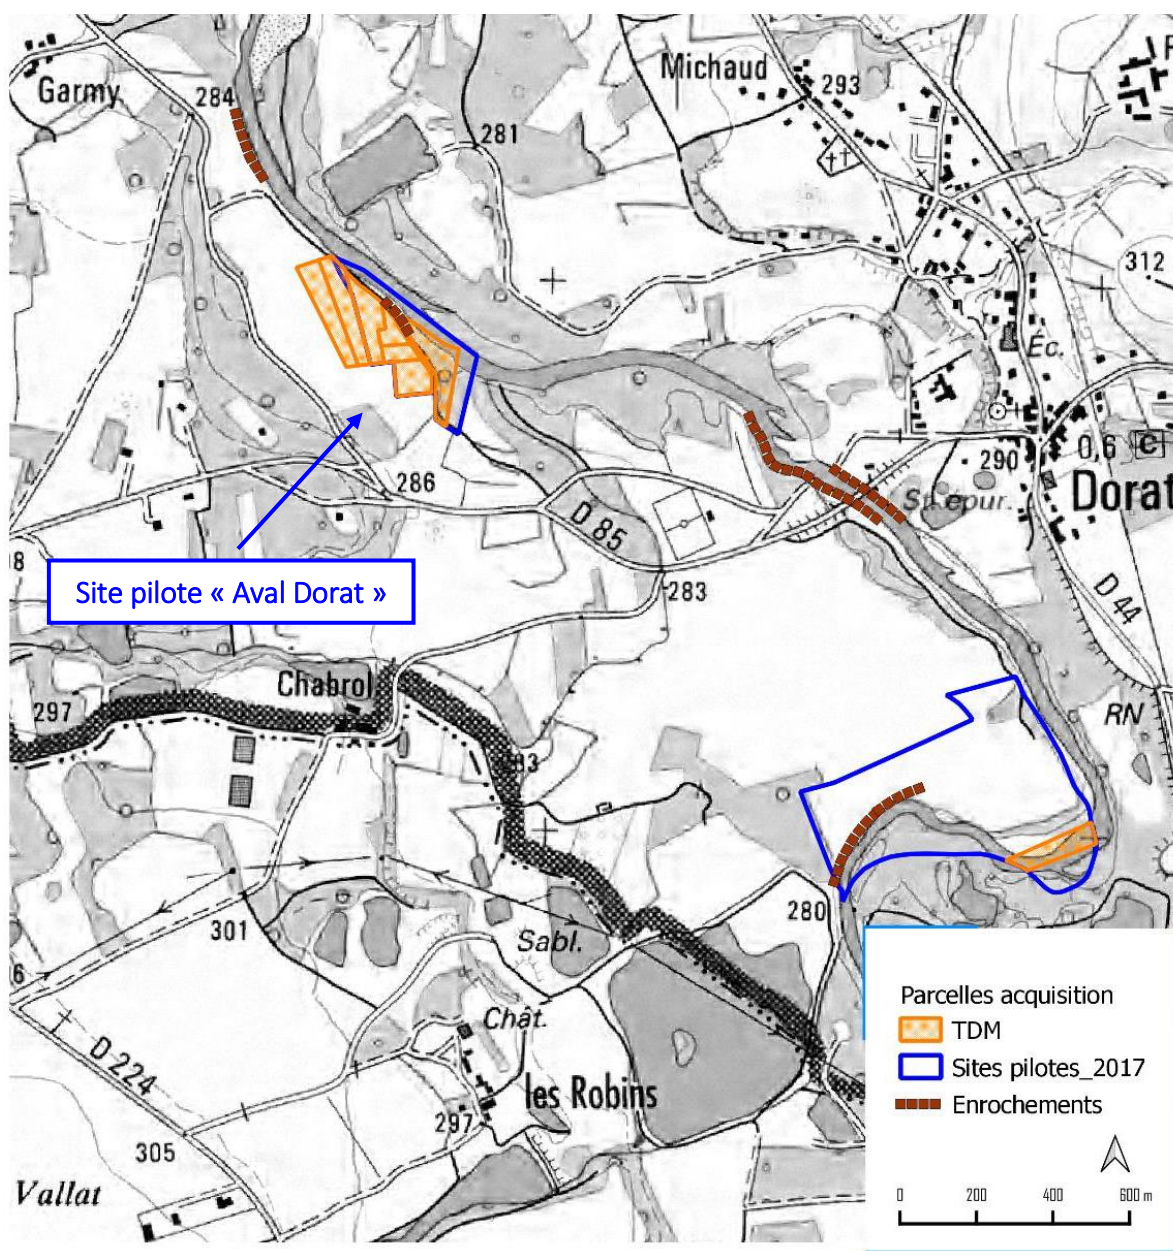 Garmy
284
Michaud
293
281
312
Éc.
286
290
0,6
C
St épur.
Dorat
D 85
Site pilote « Aval Dorat »
283
D 44
Chabrol
297
RN
280
301
Sabl.
Parcelles acquisition
TDM
Sites pilotes_2017
Enrochements
Chât.
D 224
les Robins
297
305
Vallat
0 200 400 600 m